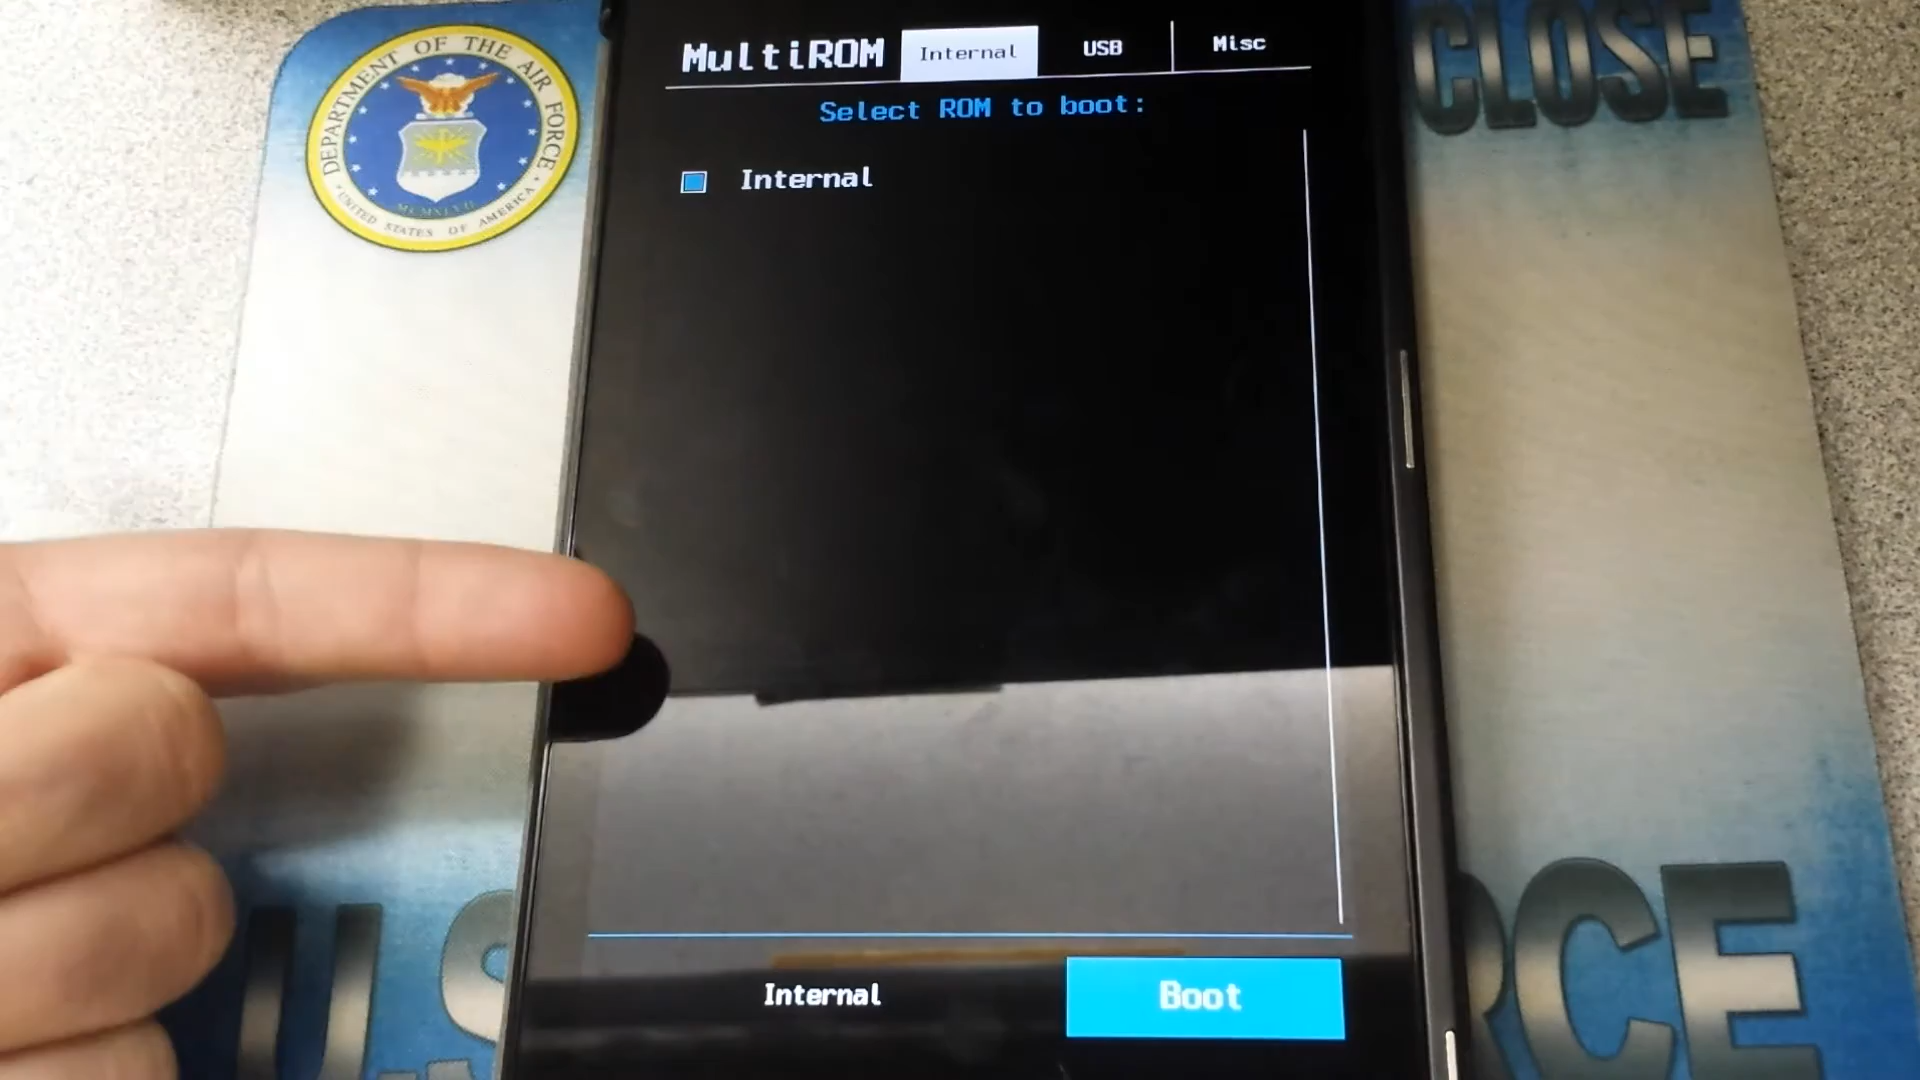 DEPARTMENT OF THE AIR FORCE
UNITED STATES OF AMERICA
MCMXLVII
CLOSE
MultiROM
Internal
USB
Misc
Select ROM to boot:
Internal
Internal
Boot
U.S
RCE